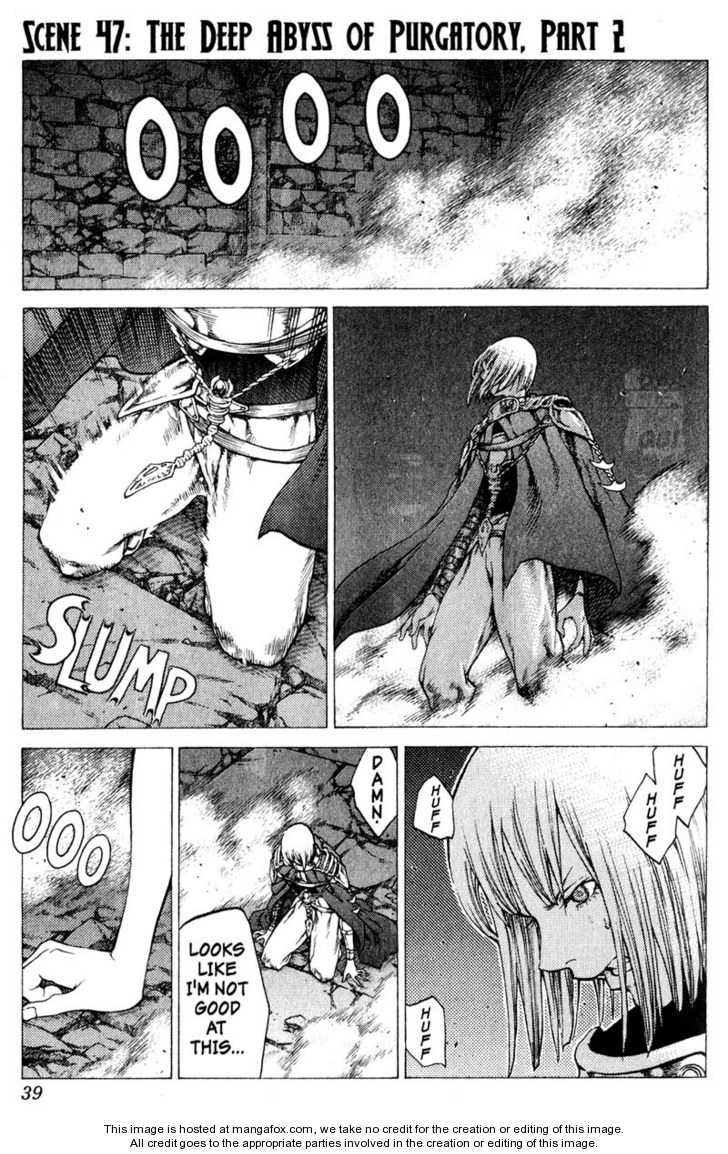 SCENE 47: THE DEEP ABYSS OF PURGATORY, PART 2
OOOO
SLUMP
HUFF
HUFF
HUFF
HUFF
DAMN.
LOOKS
LIKE
I'M NOT
GOOD
AT
THIS...
OOO
39
This image is hosted at mangafox.com, we take no credit for the creation or editing of this image.
All credit goes to the appropriate parties involved in the creation or editing of this image.